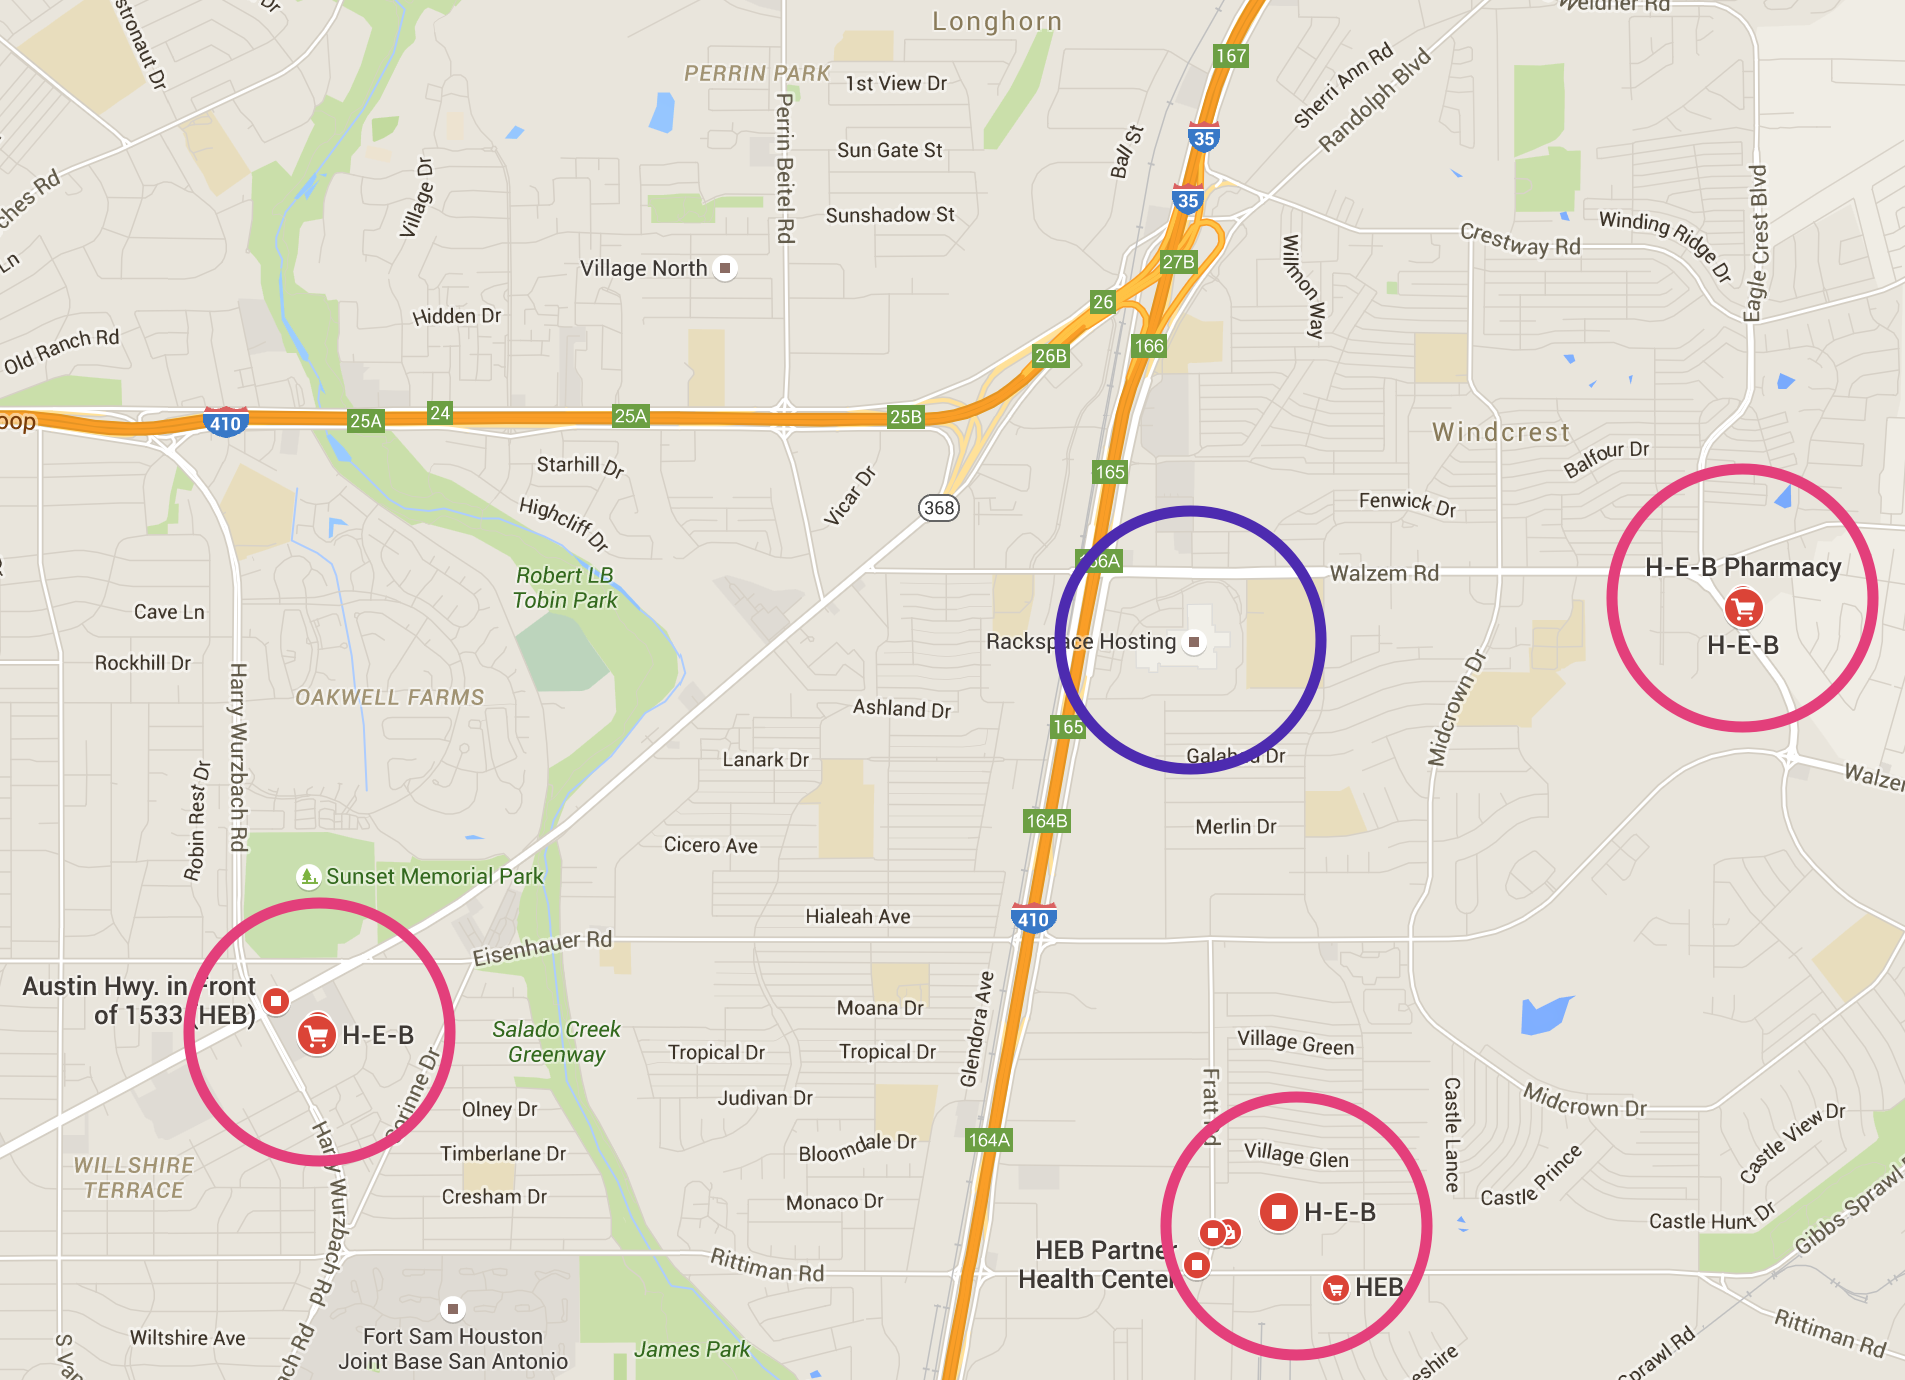 Longhorn
Weidner Rd
Dr
stronaut Dr
167
PERRIN PARK
1st View Dr
Sherri Ann Rd
Randolph Blvd
Perrin Beitel Rd
35
Ball St
Sun Gate St
ches Rd
Village Dr
35
Eagle Crest Blvd
Sunshadow St
Winding Ridge Dr
Crestway Rd
Ln
Village North
27B
Willmon Way
26
Hidden Dr
Old Ranch Rd
26B
166
oop
410
25A
24
25A
25B
Windcrest
Balfour Dr
Starhill Dr
165
Vicar Dr
368
Fenwick Dr
Highcliff Dr
166A
Walzem Rd
H-E-B Pharmacy
H-E-B
Robert LB
Tobin Park
Cave Ln
Rackspace Hosting
Rockhill Dr
OAKWELL FARMS
Harry Wurzbach Rd
Ashland Dr
Midcrown Dr
165
Galahad Dr
Lanark Dr
Walzem
Robin Rest Dr
164B
Merlin Dr
Cicero Ave
Sunset Memorial Park
Hialeah Ave
410
Eisenhauer Rd
Austin Hwy. in Front
of 1533 (HEB)
H-E-B
Salado Creek
Greenway
Moana Dr
Glendora Ave
Village Green
Tropical Dr
Tropical Dr
Corinne Dr
Judivan Dr
Fratt Rd
Castle Lance
Midcrown Dr
Olney Dr
Castle View Dr
164A
Timberlane Dr
Bloomdale Dr
Village Glen
WILLSHIRE
TERRACE
Harry Wurzbach Rd
Cresham Dr
Monaco Dr
Castle Prince
H-E-B
Castle Hunt Dr
Gibbs Sprawl
HEB Partner
Health Center
Rittiman Rd
HEB
Fort Sam Houston
Joint Base San Antonio
Wiltshire Ave
S Van
ach Rd
James Park
eshire
Sprawl Rd
Rittiman Rd